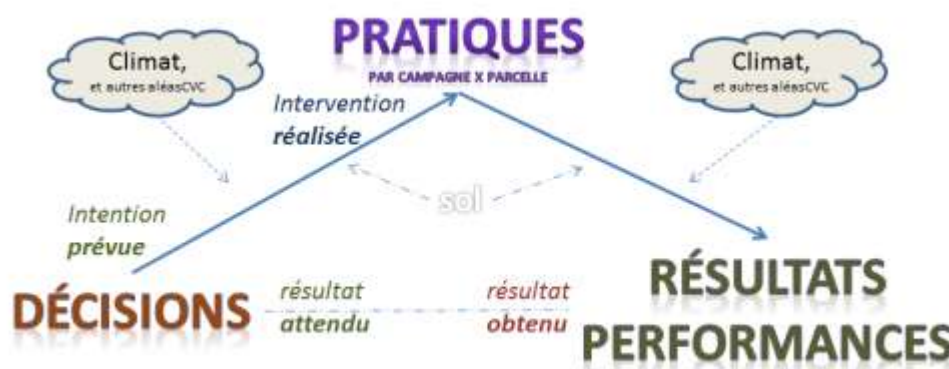 PRATIQUES
PAR CAMPAGNE X PARCELLE
Climat,
et autres aléasCVC
Climat,
et autres aléasCVC
Intervention
réalisée
sol
Intention
prévue
DÉCISIONS
résultat
attendu
résultat
obtenu
RÉSULTATS
PERFORMANCES